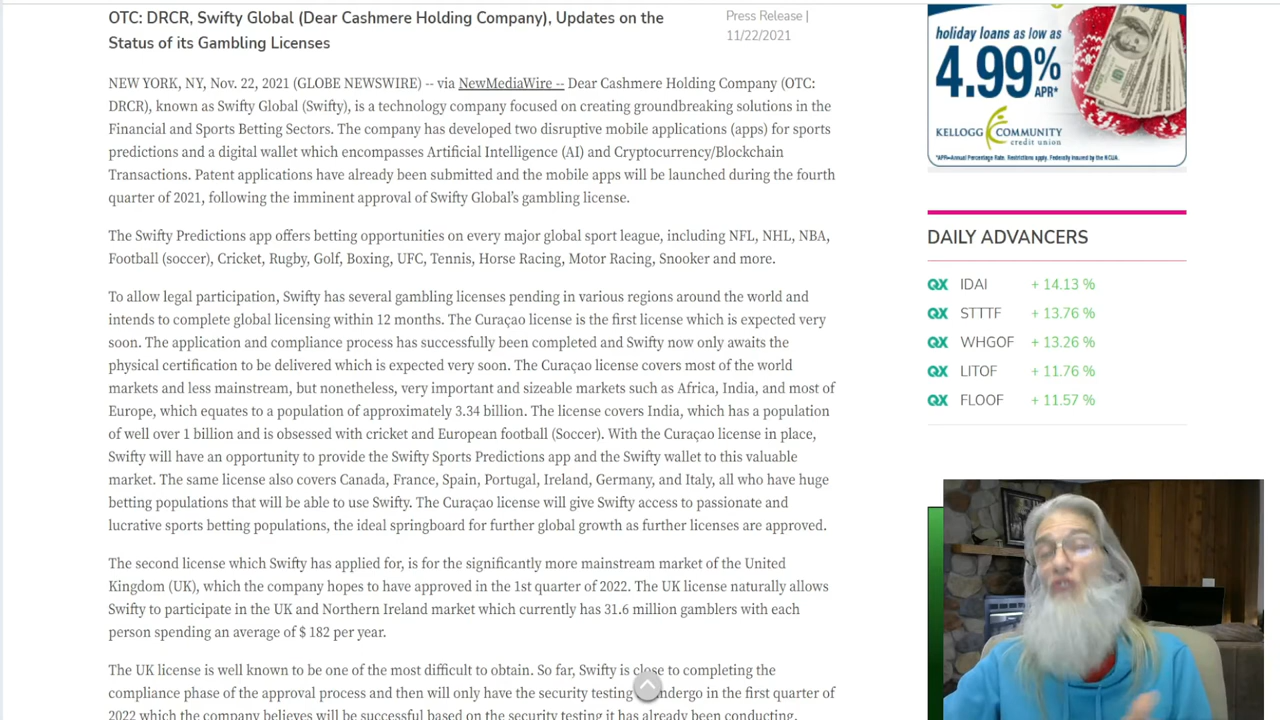 OTC: DRCR, Swifty Global (Dear Cashmere Holding Company), Updates on the
Status of its Gambling Licenses
Press Release |
11/22/2021
NEW YORK, NY, Nov. 22, 2021 (GLOBE NEWSWIRE) -- via NewMediaWire -- Dear Cashmere Holding Company (OTC:
DRCR), known as Swifty Global (Swifty), is a technology company focused on creating groundbreaking solutions in the
Financial and Sports Betting Sectors. The company has developed two disruptive mobile applications (apps) for sports
predictions and a digital wallet which encompasses Artificial Intelligence (AI) and Cryptocurrency/Blockchain
Transactions. Patent applications have already been submitted and the mobile apps will be launched during the fourth
quarter of 2021, following the imminent approval of Swifty Global's gambling license.
The Swifty Predictions app offers betting opportunities on every major global sport league, including NFL, NHL, NBA,
Football (soccer), Cricket, Rugby, Golf, Boxing, UFC, Tennis, Horse Racing, Motor Racing, Snooker and more.
To allow legal participation, Swifty has several gambling licenses pending in various regions around the world and
intends to complete global licensing within 12 months. The Curaçao license is the first license which is expected very
soon. The application and compliance process has successfully been completed and Swifty now only awaits the
physical certification to be delivered which is expected very soon. The Curaçao license covers most of the world
markets and less mainstream, but nonetheless, very important and sizeable markets such as Africa, India, and most of
Europe, which equates to a population of approximately 3.34 billion. The license covers India, which has a population
of well over 1 billion and is obsessed with cricket and European football (Soccer). With the Curaçao license in place,
Swifty will have an opportunity to provide the Swifty Sports Predictions app and the Swifty wallet to this valuable
market. The same license also covers Canada, France, Spain, Portugal, Ireland, Germany, and Italy, all who have huge
betting populations that will be able to use Swifty. The Curaçao license will give Swifty access to passionate and
lucrative sports betting populations, the ideal springboard for further global growth as further licenses are approved.
The second license which Swifty has applied for, is for the significantly more mainstream market of the United
Kingdom (UK), which the company hopes to have approved in the 1st quarter of 2022. The UK license naturally allows
Swifty to participate in the UK and Northern Ireland market which currently has 31.6 million gamblers with each
person spending an average of $ 182 per year.
The UK license is well known to be one of the most difficult to obtain. So far, Swifty is close to completing the
compliance phase of the approval process and then will only have the security testing ndergo in the first quarter of
2022 which the company believes will be successful based on the security testing it has already been conducting.
holiday loans as low as
4.99% APR*
KELLOGG COMMUNITY
credit union
*APR=Annual Percentage Rate. Restrictions apply. Federally insured by the NCUA.
DAILY ADVANCERS
QX IDAI + 14.13 %
QX STTTF + 13.76 %
QX WHGOF + 13.26 %
QX LITOF + 11.76 %
QX FLOOF + 11.57 %